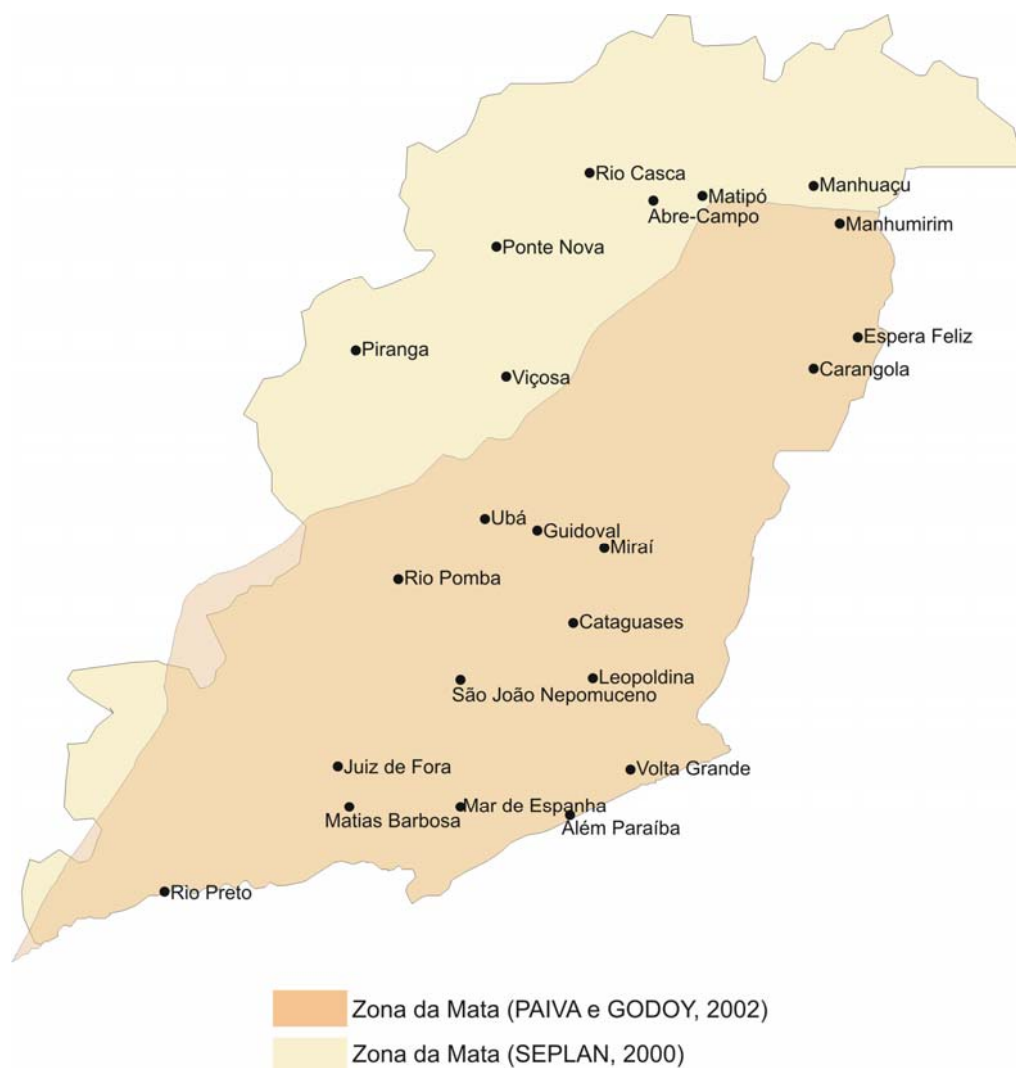 Rio Casca
Manhuaçu
Matipó
Abre-Campo
Manhumirim
Ponte Nova
Espera Feliz
Piranga
Carangola
Viçosa
Ubá
Guidoval
Miraí
Rio Pomba
Cataguases
Leopoldina
São João Nepomuceno
Juiz de Fora
Volta Grande
Mar de Espanha
Matias Barbosa
Além Paraíba
Rio Preto
Zona da Mata (PAIVA e GODOY, 2002)
Zona da Mata (SEPLAN, 2000)